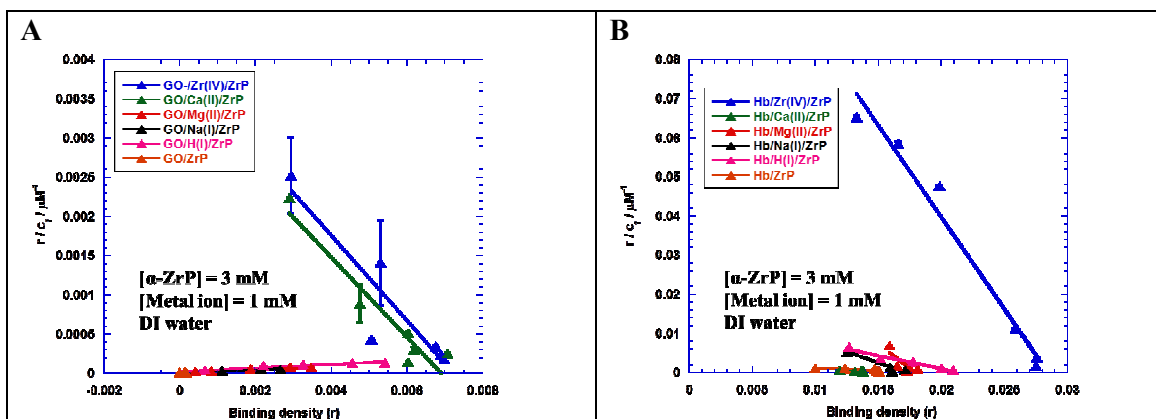 A
0.004
0.0035
0.003
0.0025
0.002
0.0015
0.001
0.0005
0
r / c_f / µM⁻¹
GO-/Zr(IV)/ZrP
GO/Ca(II)/ZrP
GO/Mg(II)/ZrP
GO/Na(I)/ZrP
GO/H(I)/ZrP
GO/ZrP
[α-ZrP] = 3 mM
[Metal ion] = 1 mM
DI water
-0.002 0 0.002 0.004 0.006 0.008
Binding density (r)
B
0.08
0.07
0.06
0.05
0.04
0.03
0.02
0.01
0
r / c_f / µM⁻¹
Hb/Zr(IV)/ZrP
Hb/Ca(II)/ZrP
Hb/Mg(II)/ZrP
Hb/Na(I)/ZrP
Hb/H(I)/ZrP
Hb/ZrP
[α-ZrP] = 3 mM
[Metal ion] = 1 mM
DI water
0 0.005 0.01 0.016 0.02 0.026 0.03
Binding density (r)